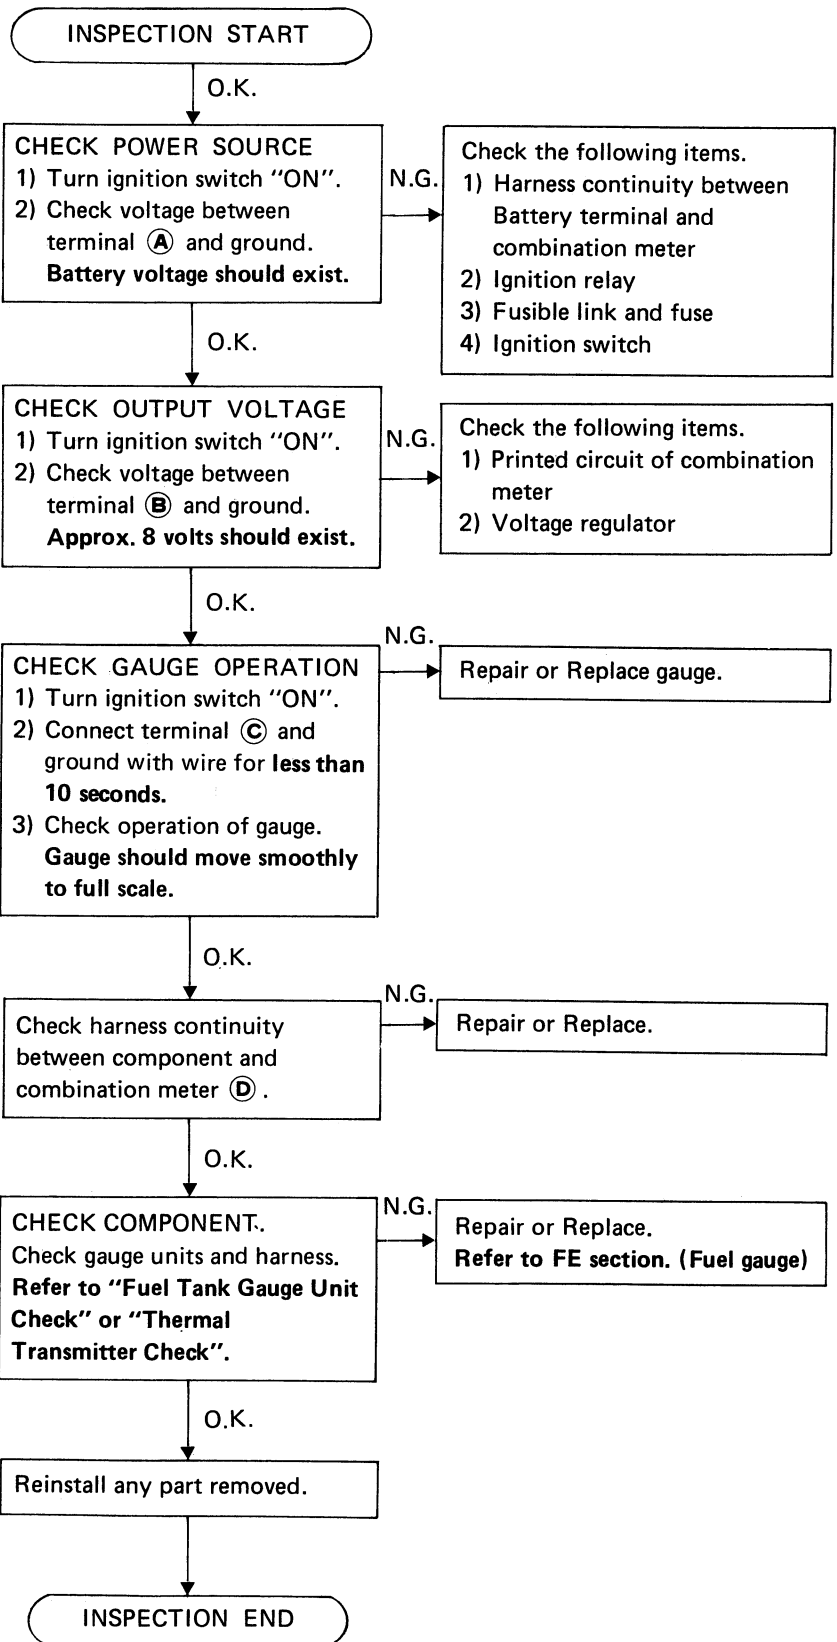 INSPECTION START
O.K.
CHECK POWER SOURCE
1) Turn ignition switch "ON".
2) Check voltage between
terminal Ⓐ and ground.
Battery voltage should exist.
N.G.
Check the following items.
1) Harness continuity between
Battery terminal and
combination meter
2) Ignition relay
3) Fusible link and fuse
4) Ignition switch
O.K.
CHECK OUTPUT VOLTAGE
1) Turn ignition switch "ON".
2) Check voltage between
terminal Ⓑ and ground.
Approx. 8 volts should exist.
N.G.
Check the following items.
1) Printed circuit of combination
meter
2) Voltage regulator
O.K.
CHECK GAUGE OPERATION
1) Turn ignition switch "ON".
2) Connect terminal Ⓒ and
ground with wire for less than
10 seconds.
3) Check operation of gauge.
Gauge should move smoothly
to full scale.
N.G.
Repair or Replace gauge.
O.K.
Check harness continuity
between component and
combination meter Ⓓ .
N.G.
Repair or Replace.
O.K.
CHECK COMPONENT.
Check gauge units and harness.
Refer to "Fuel Tank Gauge Unit
Check" or "Thermal
Transmitter Check".
N.G.
Repair or Replace.
Refer to FE section. (Fuel gauge)
O.K.
Reinstall any part removed.
INSPECTION END